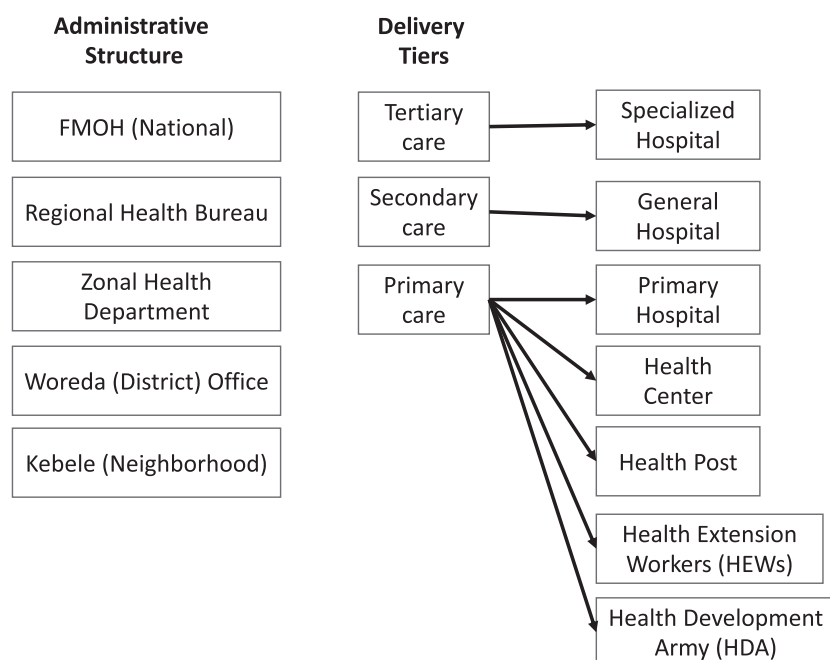 Administrative
Structure
FMOH (National)
Regional Health Bureau
Zonal Health
Department
Woreda (District) Office
Kebele (Neighborhood)
Delivery
Tiers
Tertiary
care
Secondary
care
Primary
care
Specialized
Hospital
General
Hospital
Primary
Hospital
Health
Center
Health Post
Health Extension
Workers (HEWs)
Health Development
Army (HDA)